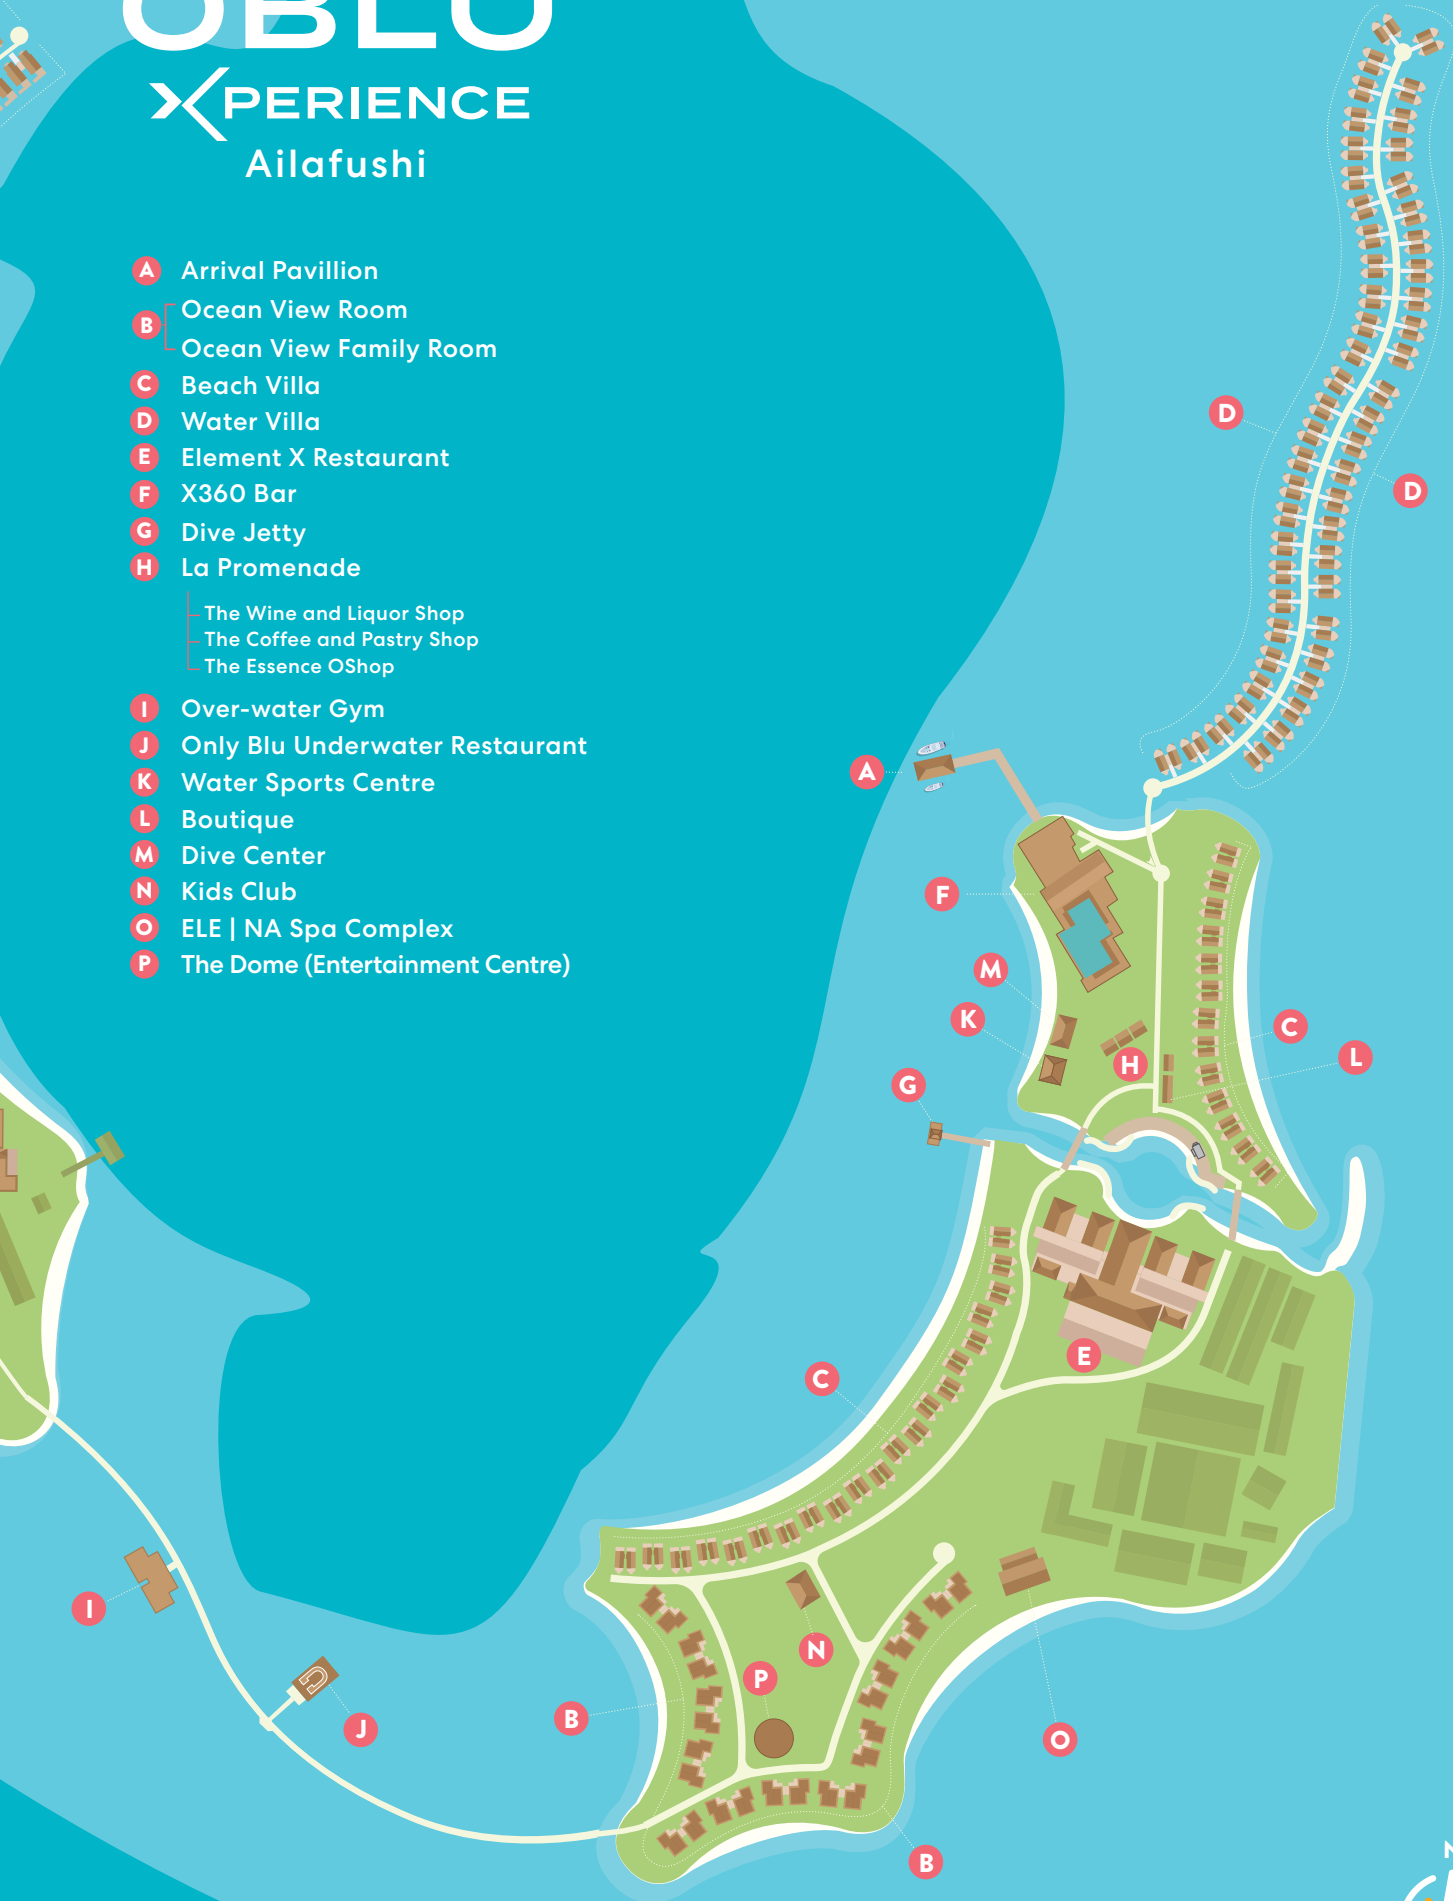 OBLU
XPERIENCE
Ailafushi
A Arrival Pavillion
B Ocean View Room
Ocean View Family Room
C Beach Villa
D Water Villa
E Element X Restaurant
F X360 Bar
G Dive Jetty
H La Promenade
The Wine and Liquor Shop
The Coffee and Pastry Shop
The Essence OShop
I Over-water Gym
J Only Blu Underwater Restaurant
K Water Sports Centre
L Boutique
M Dive Center
N Kids Club
O ELE | NA Spa Complex
P The Dome (Entertainment Centre)
D
D
A
F
M
K
C
L
H
G
E
C
I
N
P
B
J
O
B
N